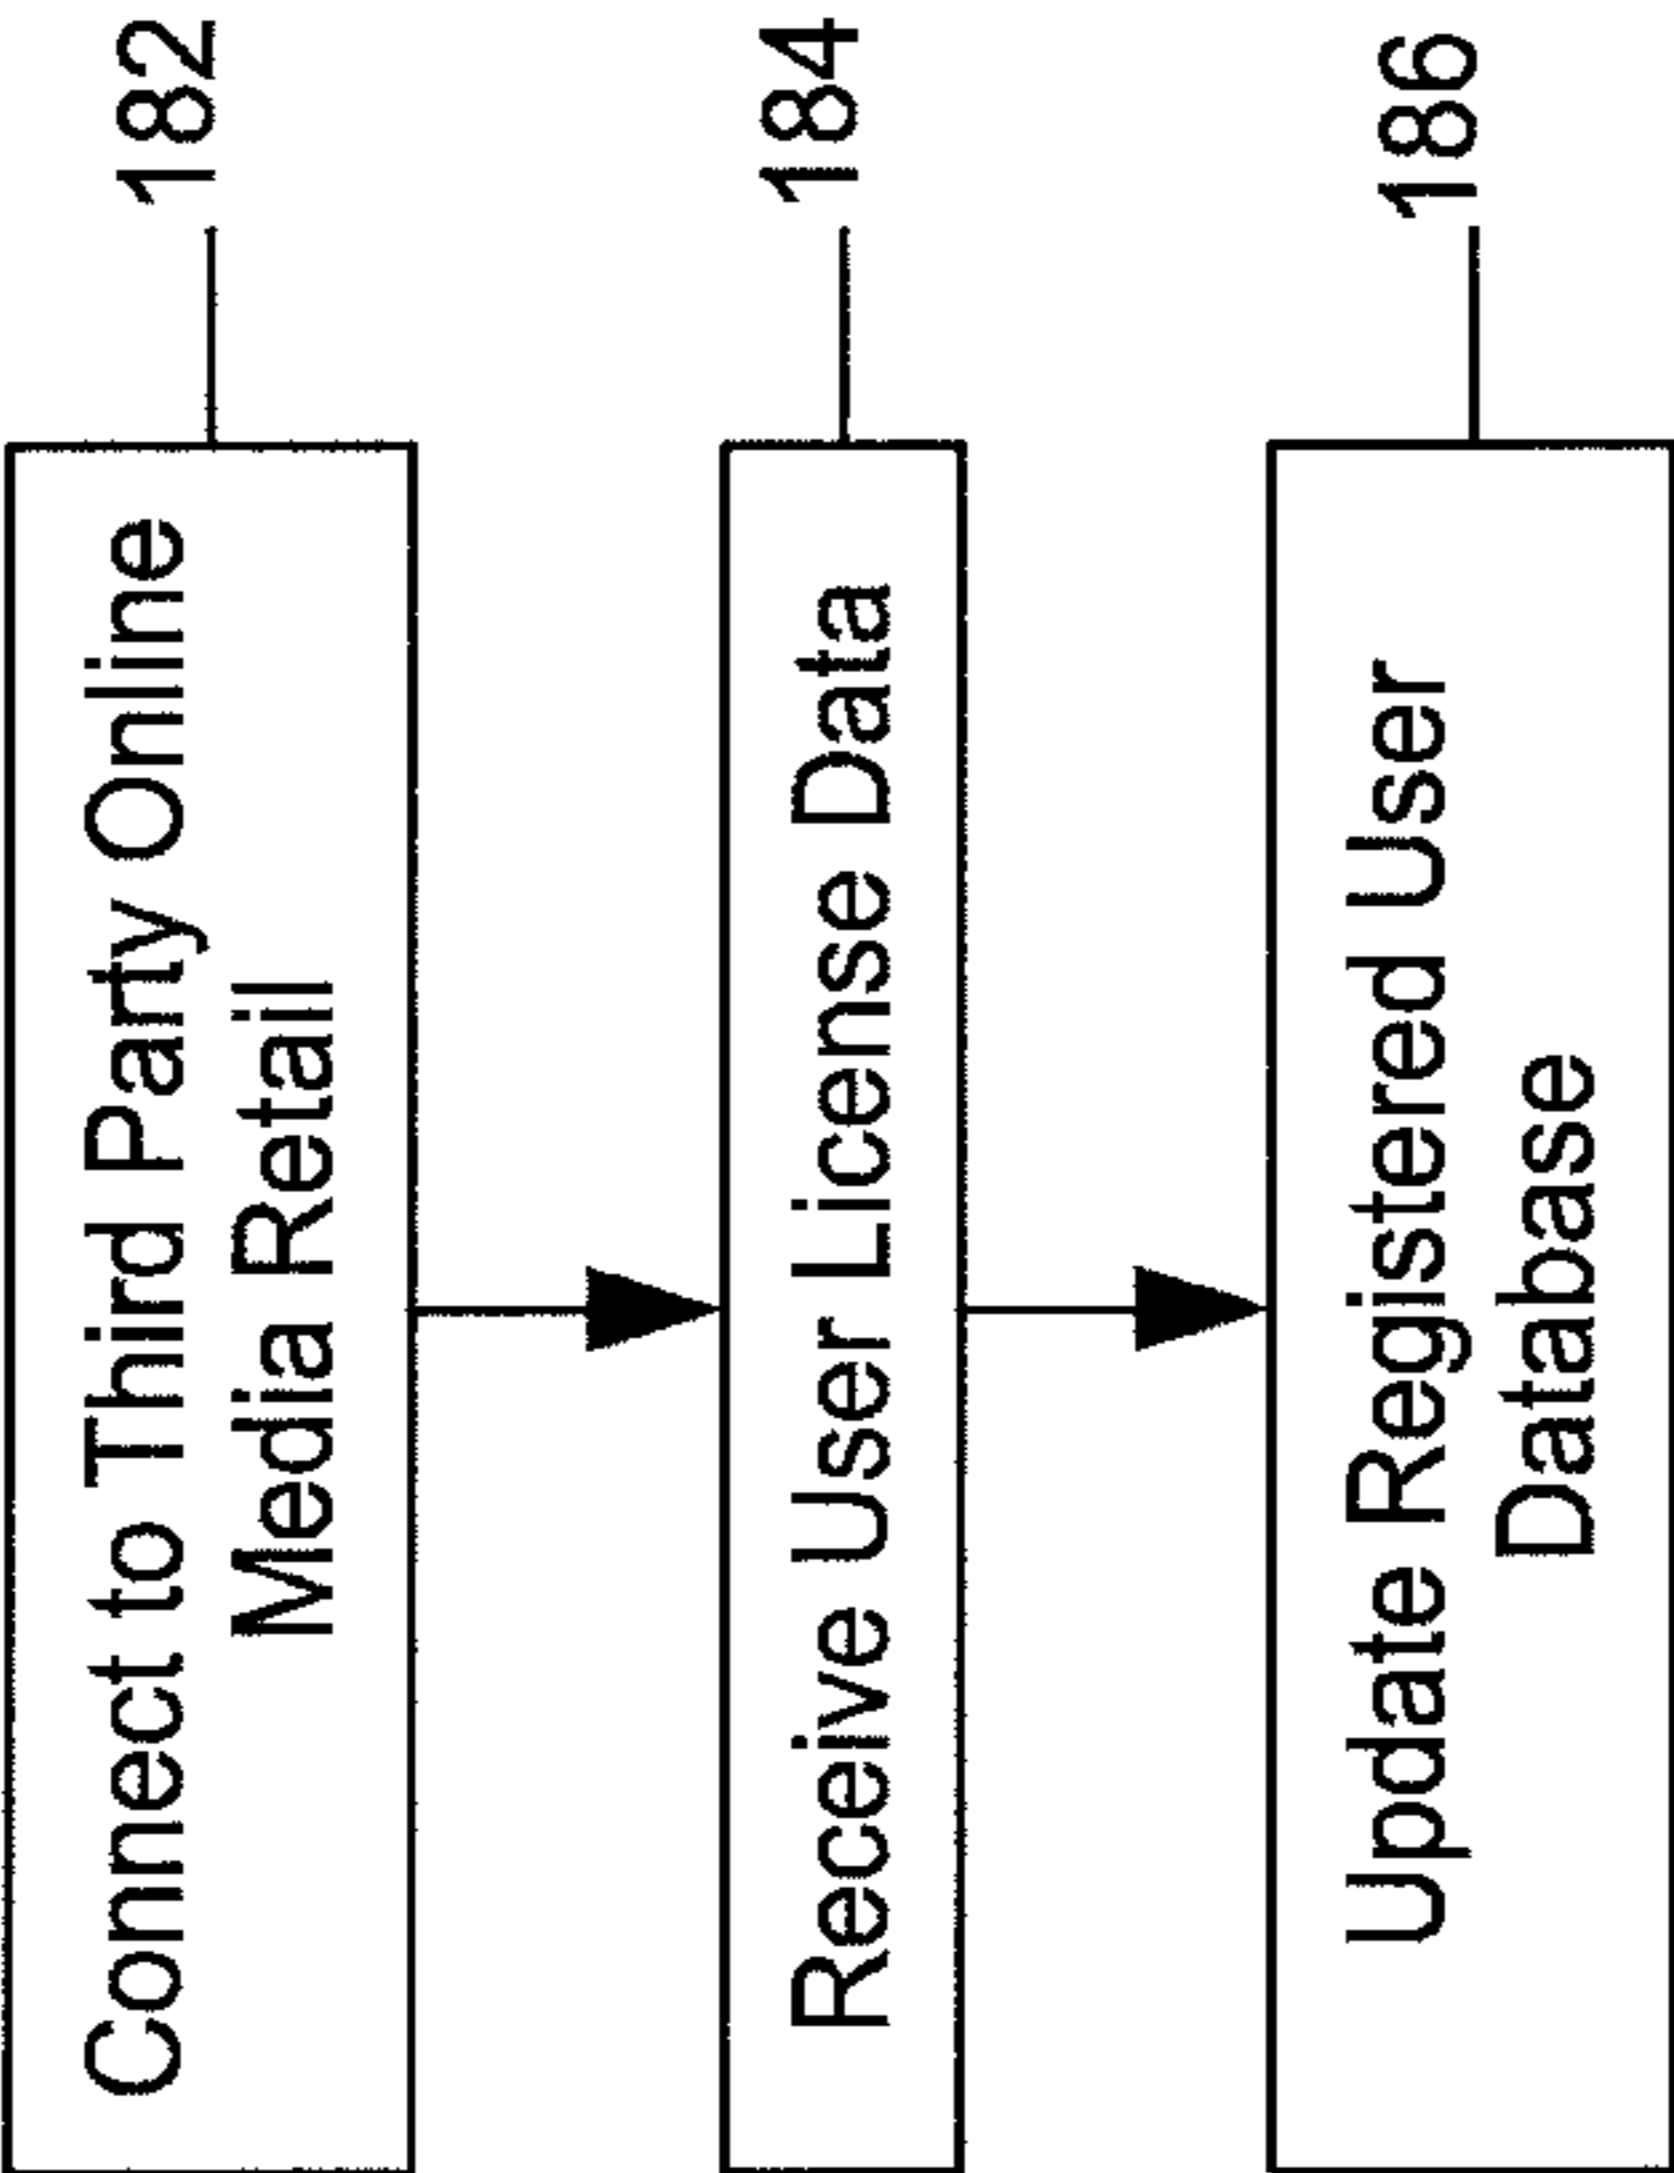 Connect to Third Party Online
Media Retail
182
Receive User License Data
184
Update Registered User
Database
186